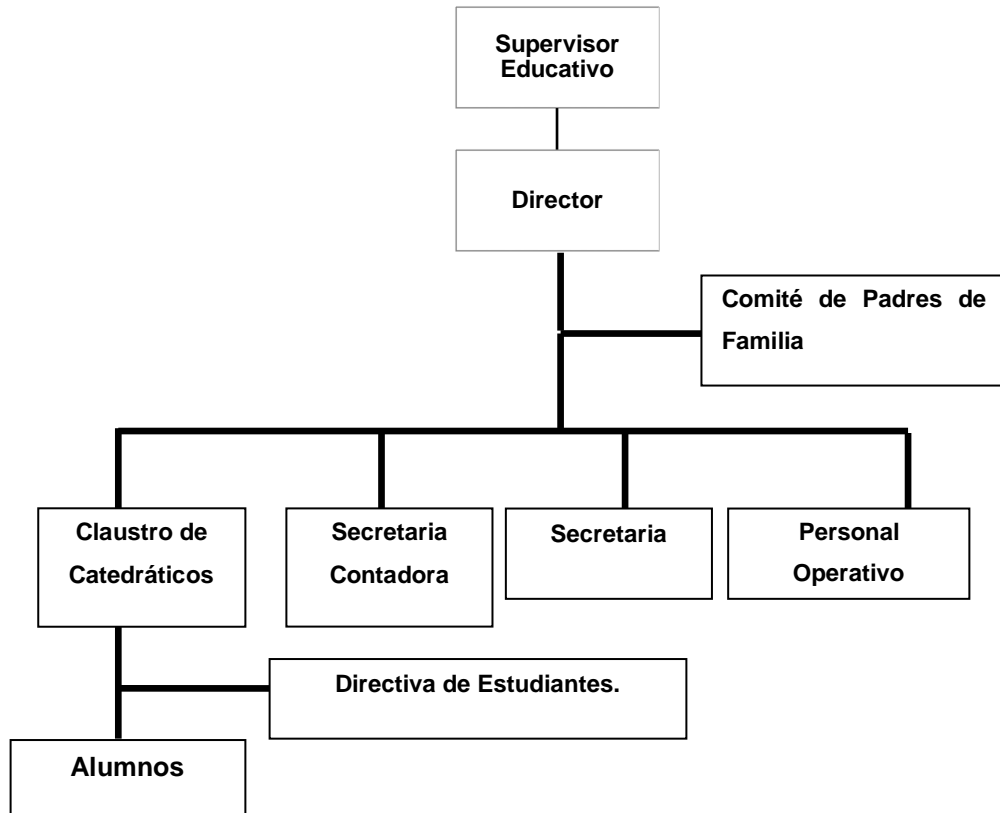 Supervisor
Educativo
Director
Comité de Padres de
Familia
Claustro de
Catedráticos
Secretaria
Contadora
Secretaria
Personal
Operativo
Directiva de Estudiantes.
Alumnos